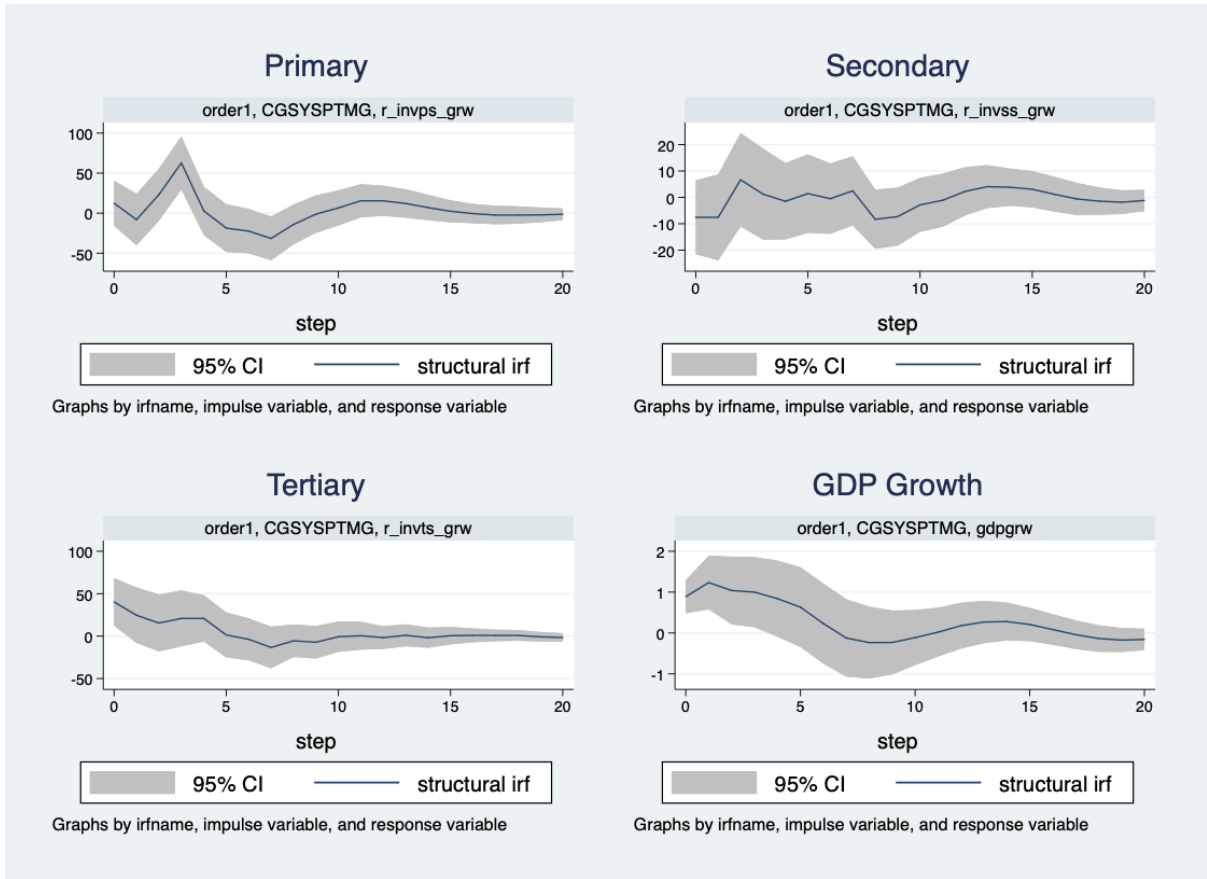 Primary
order1, CGSYSPTMG, r_invps_grw
100
50
0
-50
0 5 10 15 20
step
95% CI structural irf
Graphs by irfname, impulse variable, and response variable
Secondary
order1, CGSYSPTMG, r_invss_grw
20
10
0
-10
-20
0 5 10 15 20
step
95% CI structural irf
Graphs by irfname, impulse variable, and response variable
Tertiary
order1, CGSYSPTMG, r_invts_grw
100
50
0
-50
0 5 10 15 20
step
95% CI structural irf
Graphs by irfname, impulse variable, and response variable
GDP Growth
order1, CGSYSPTMG, gdpgrw
2
1
0
-1
0 5 10 15 20
step
95% CI structural irf
Graphs by irfname, impulse variable, and response variable